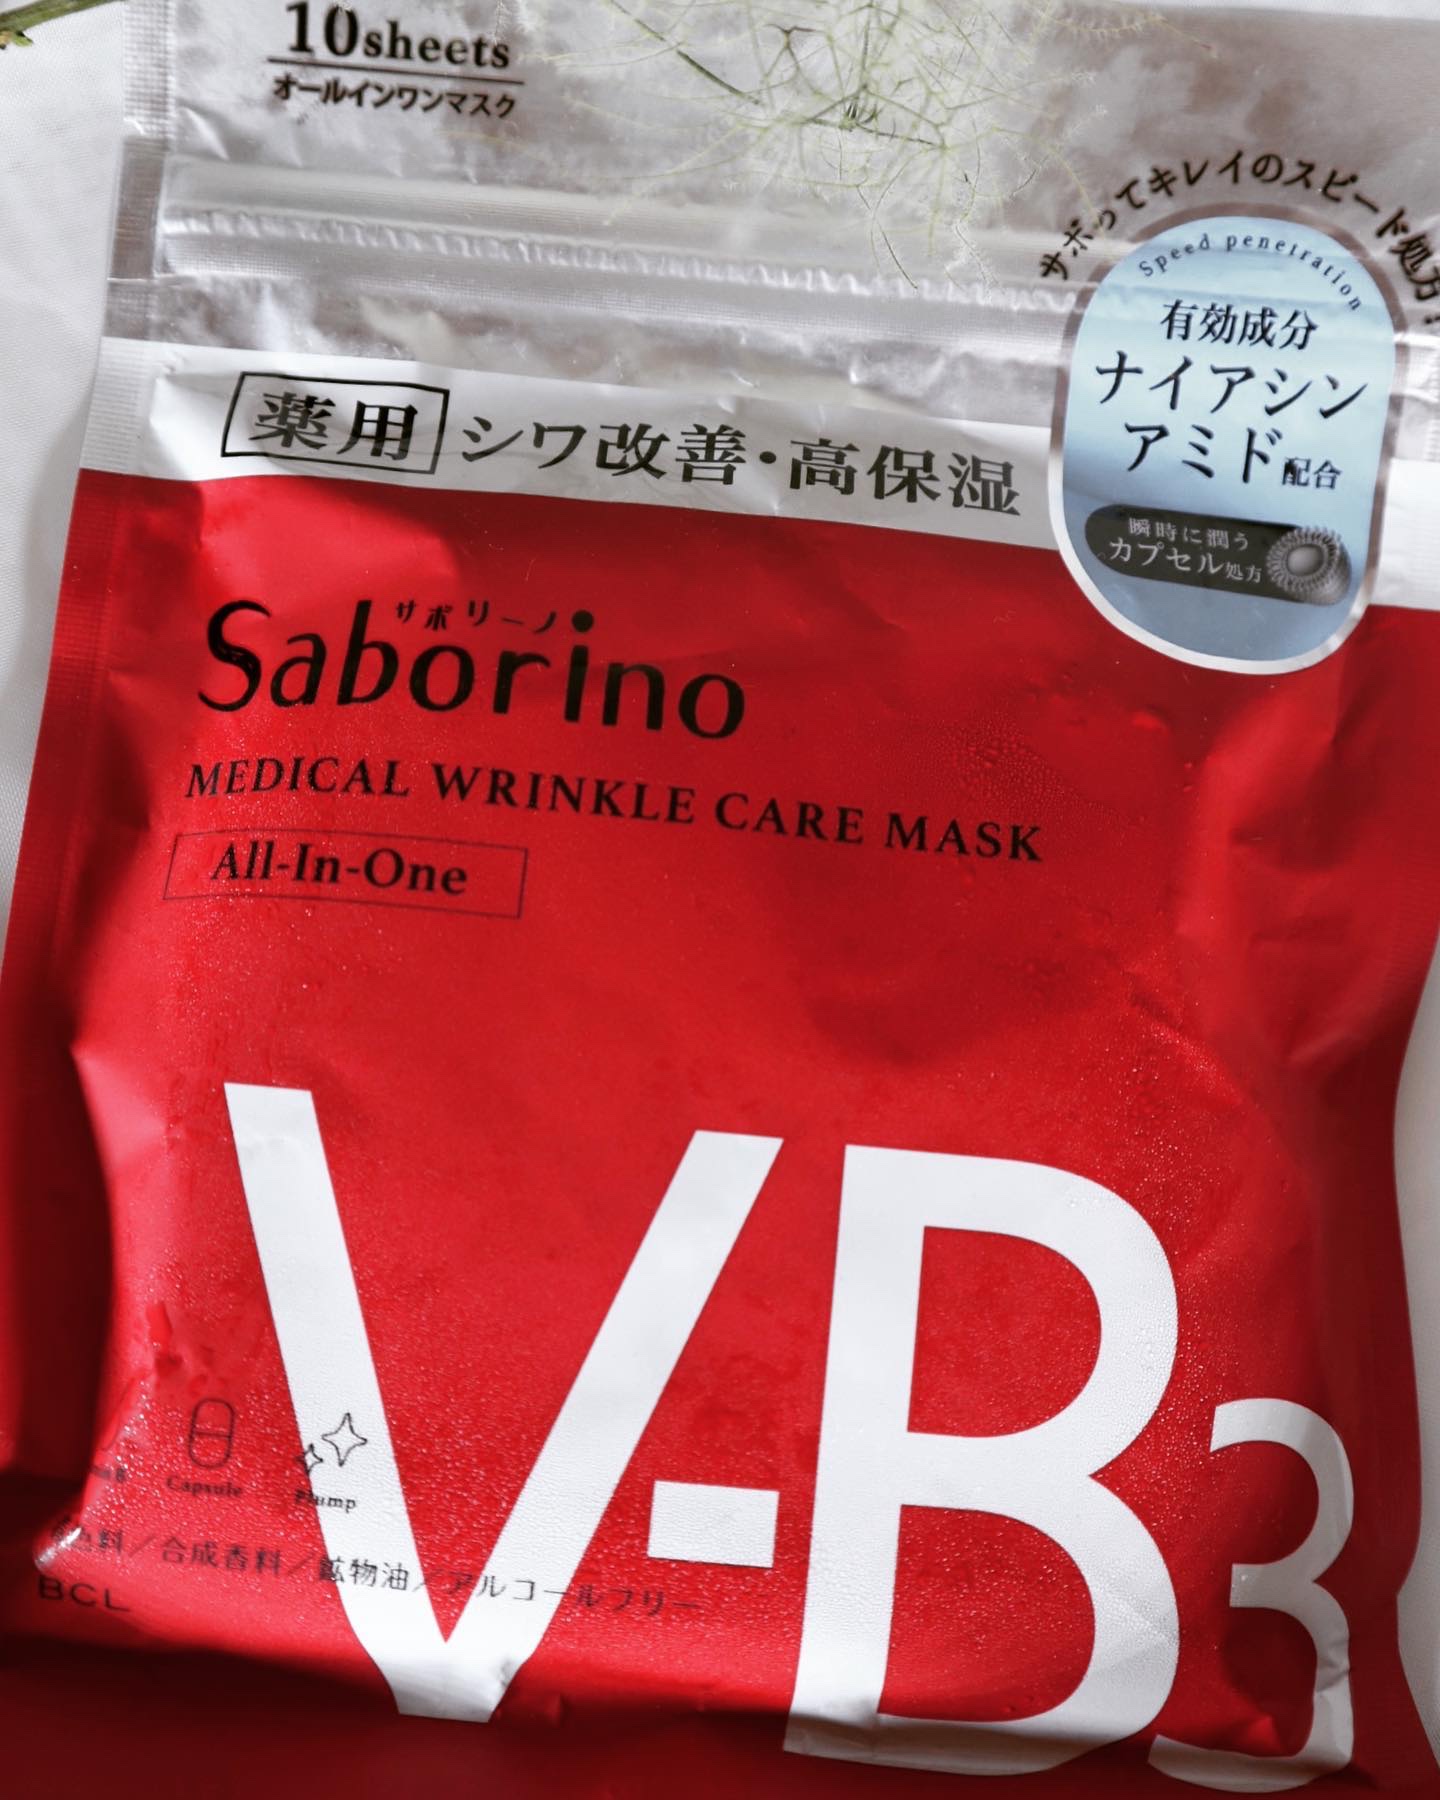 10sheets
オールインワンマスク
サボってキレイのスピード処方!
Speed penetration
有効成分
ナイアシン
アミド配合
瞬時に潤う
カプセル処方
薬用 シワ改善・高保湿
サボリーノ
Saborino
MEDICAL WRINKLE CARE MASK
All-In-One
V-B3
Capsule
Plump
色料／合成香料／鉱物油／アルコールフリー
BCL